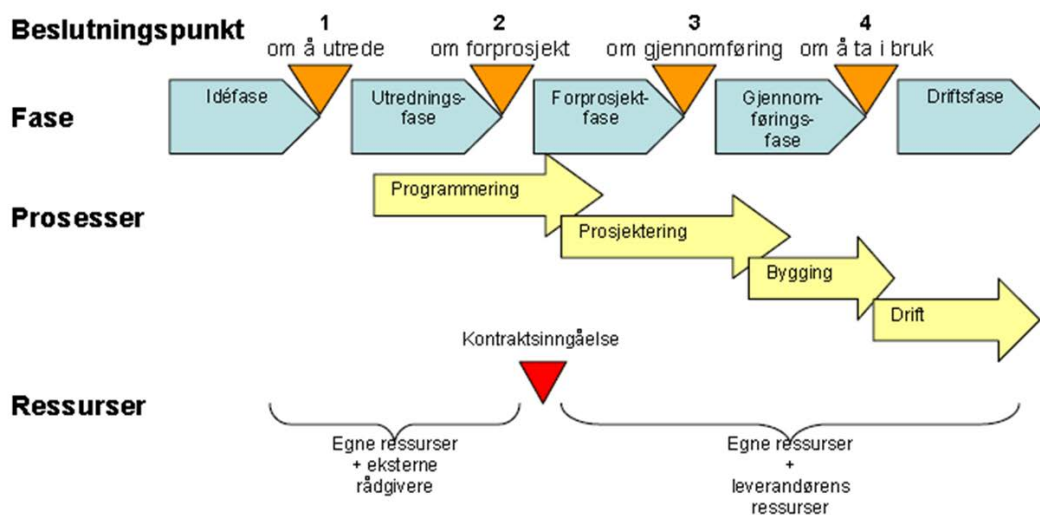 Beslutningspunkt
1
om å utrede
2
om forprosjekt
3
om gjennomføring
4
om å ta i bruk
Fase
Idéfase
Utrednings-
fase
Forprosjekt-
fase
Gjennom-
førings-
fase
Driftsfase
Prosesser
Programmering
Prosjektering
Bygging
Drift
Kontraktsinngåelse
Ressurser
Egne ressurser
+ eksterne
rådgivere
Egne ressurser
+
leverandørens
ressurser